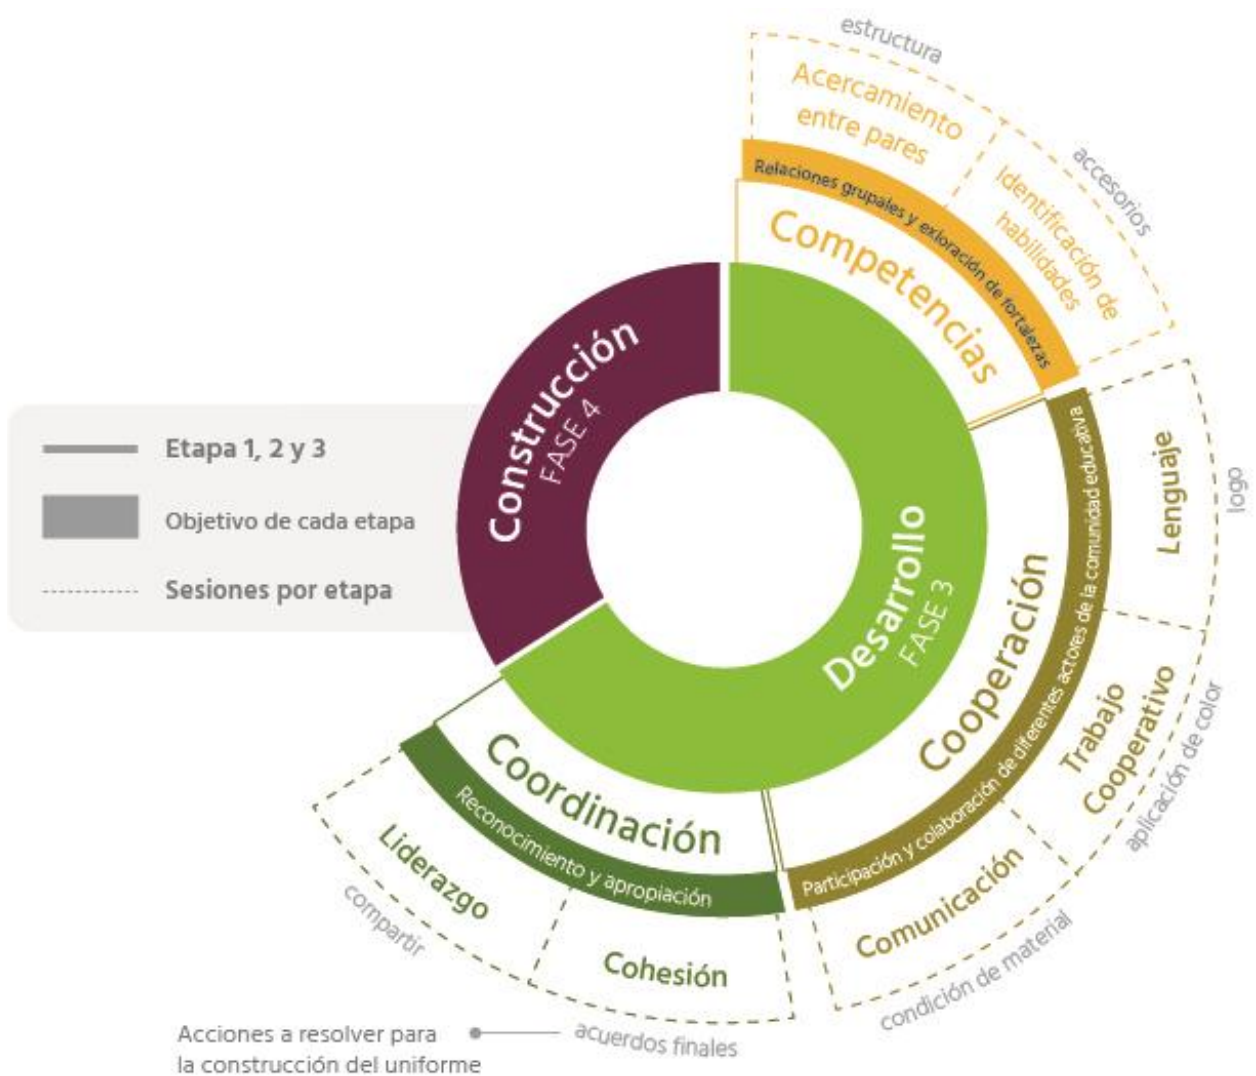 estructura
Acercamiento
entre pares
accesorios
Identificación de
habilidades
Relaciones grupales y exloración de fortalezas
Competencias
Construcción
FASE 4
Desarrollo
FASE 3
Etapa 1, 2 y 3
Objetivo de cada etapa
Sesiones por etapa
Lenguaje
logo
Participación y colaboración de diferentes actores de la comunidad educativa
Cooperación
Trabajo
Cooperativo
aplicación de color
Comunicación
condición de material
Coordinación
Reconocimiento y apropiación
Liderazgo
compartir
Cohesión
acuerdos finales
Acciones a resolver para
la construcción del uniforme